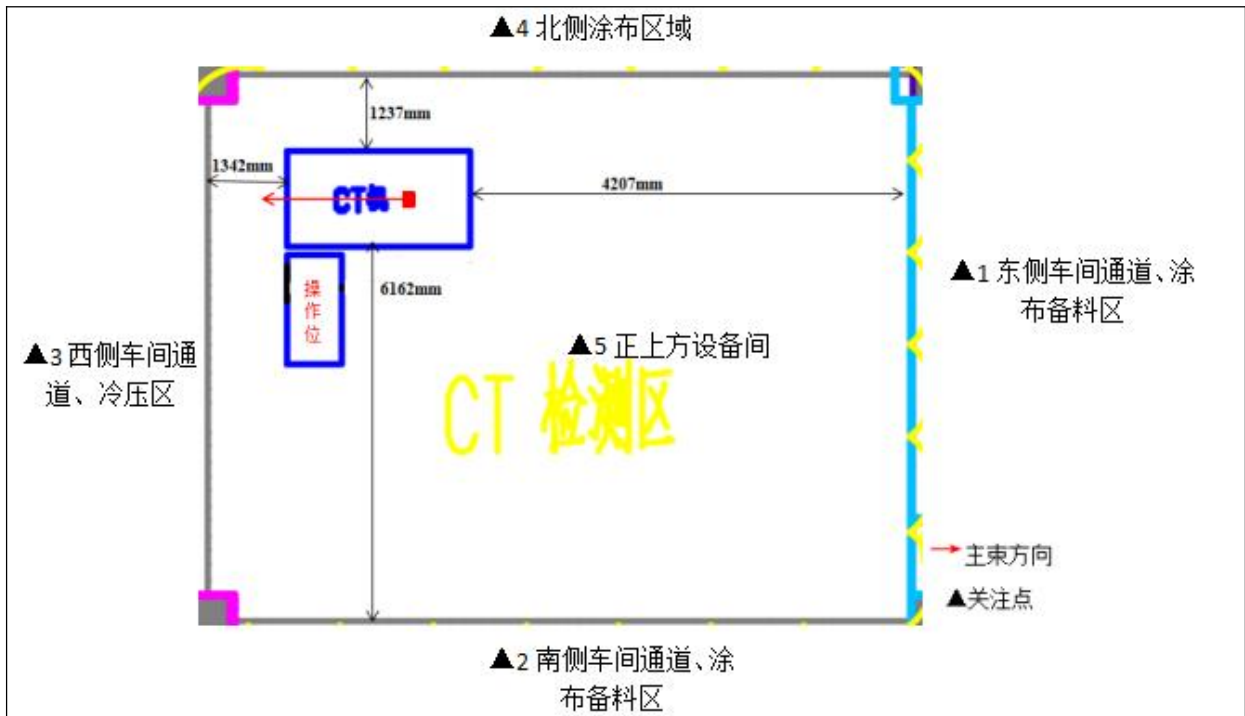 ▲4 北侧涂布区域
1237mm
1342mm
CT机
4207mm
操
作
位
6162mm
▲1 东侧车间通道、涂
布备料区
▲3 西侧车间通
道、冷压区
▲5 正上方设备间
CT 检测区
主束方向
▲关注点
▲2 南侧车间通道、涂
布备料区